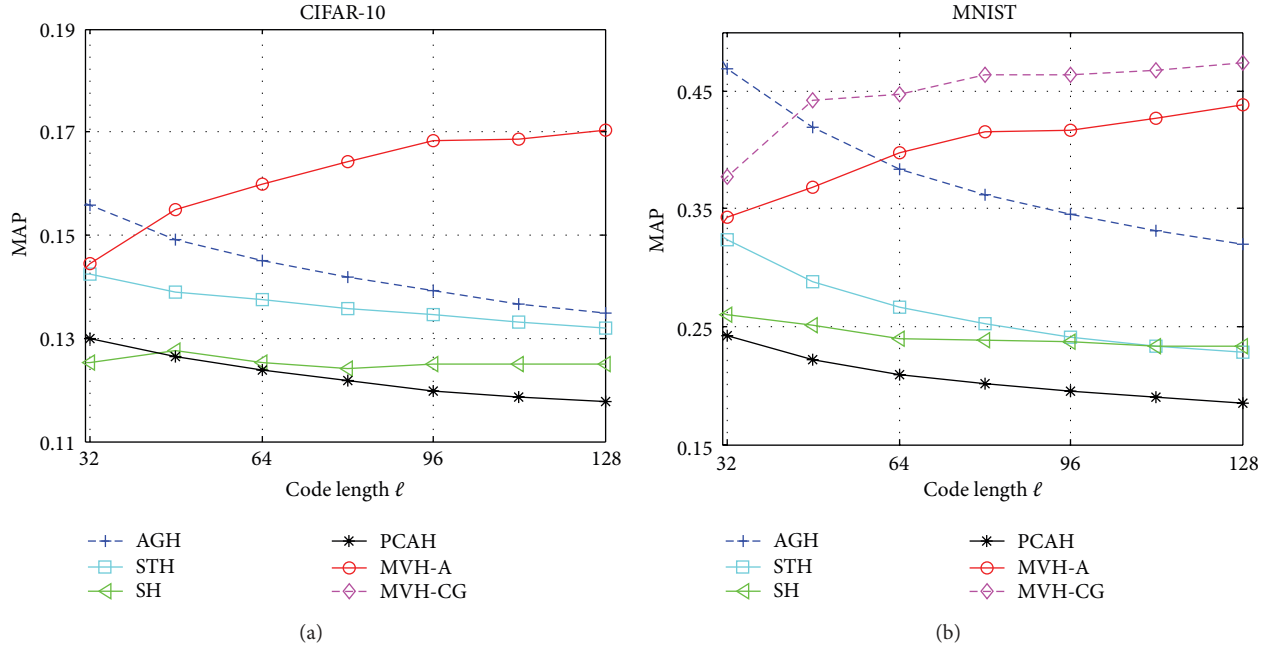 CIFAR-10
0.19
0.17
0.15
0.13
0.11
MAP
32
64
96
128
Code length ℓ
AGH
STH
SH
PCAH
MVH-A
MVH-CG
(a)
MNIST
0.45
0.35
0.25
0.15
MAP
32
64
96
128
Code length ℓ
AGH
STH
SH
PCAH
MVH-A
MVH-CG
(b)